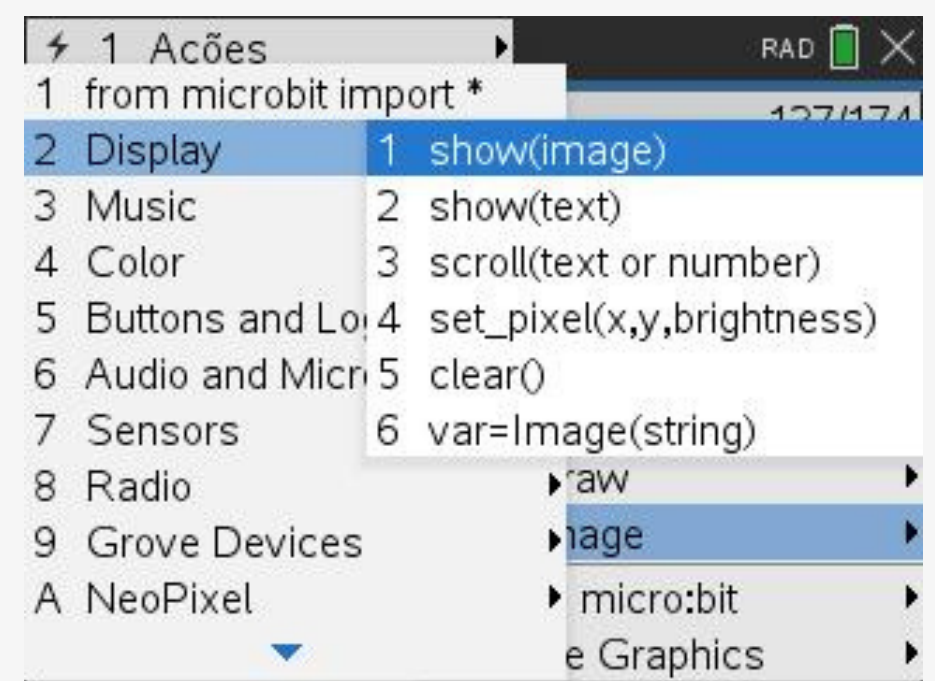 1 Acões
RAD
1 from microbit import *
137/174
2 Display
1 show(image)
3 Music
2 show(text)
4 Color
3 scroll(text or number)
5 Buttons and Lo
4 set_pixel(x,y,brightness)
6 Audio and Micr
5 clear()
7 Sensors
6 var=Image(string)
8 Radio
raw
9 Grove Devices
nage
A NeoPixel
micro:bit
e Graphics